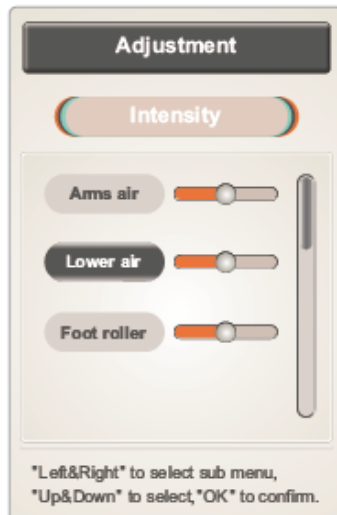 Adjustment
Intensity
Arms air
Lower air
Foot roller
"Left&Right" to select sub menu,
"Up&Down" to select,"OK" to confirm.